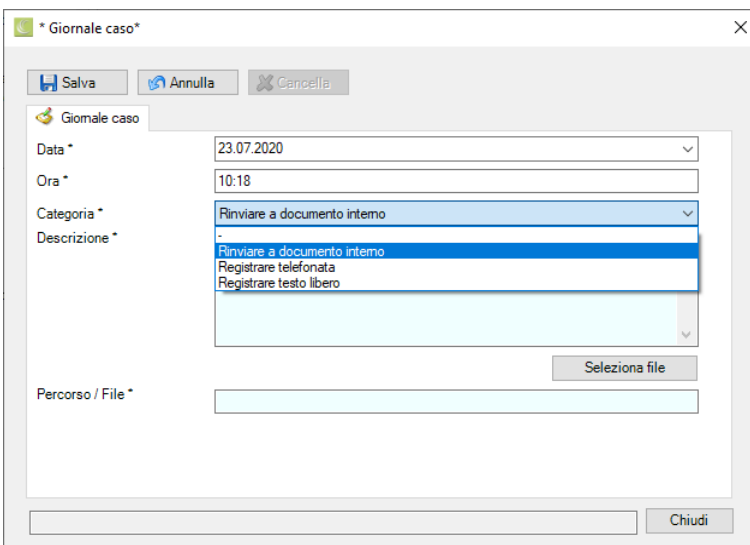 * Giornale caso*
Salva Annulla Cancella
Giornale caso
Data * 23.07.2020
Ora * 10:18
Categoria * Rinviare a documento interno
Descrizione * -
Rinviare a documento interno
Registrare telefonata
Registrare testo libero
Seleziona file
Percorso / File *
Chiudi